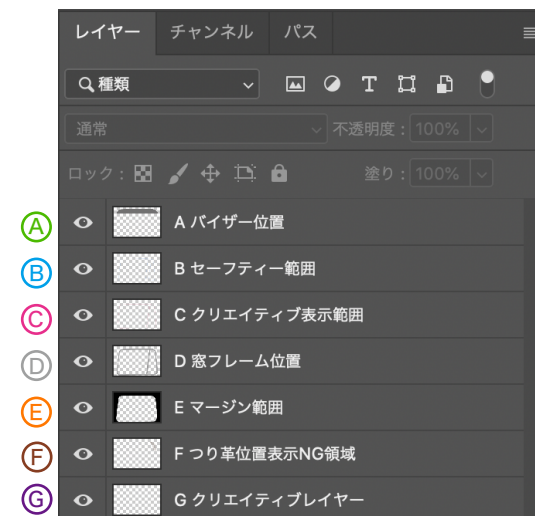 レイヤー チャンネル パス
種類
通常 不透明度: 100%
ロック: 塗り: 100%
A A バイザー位置
B B セーフティー範囲
C C クリエイティブ表示範囲
D D 窓フレーム位置
E E マージン範囲
F F つり革位置表示NG領域
G G クリエイティブレイヤー